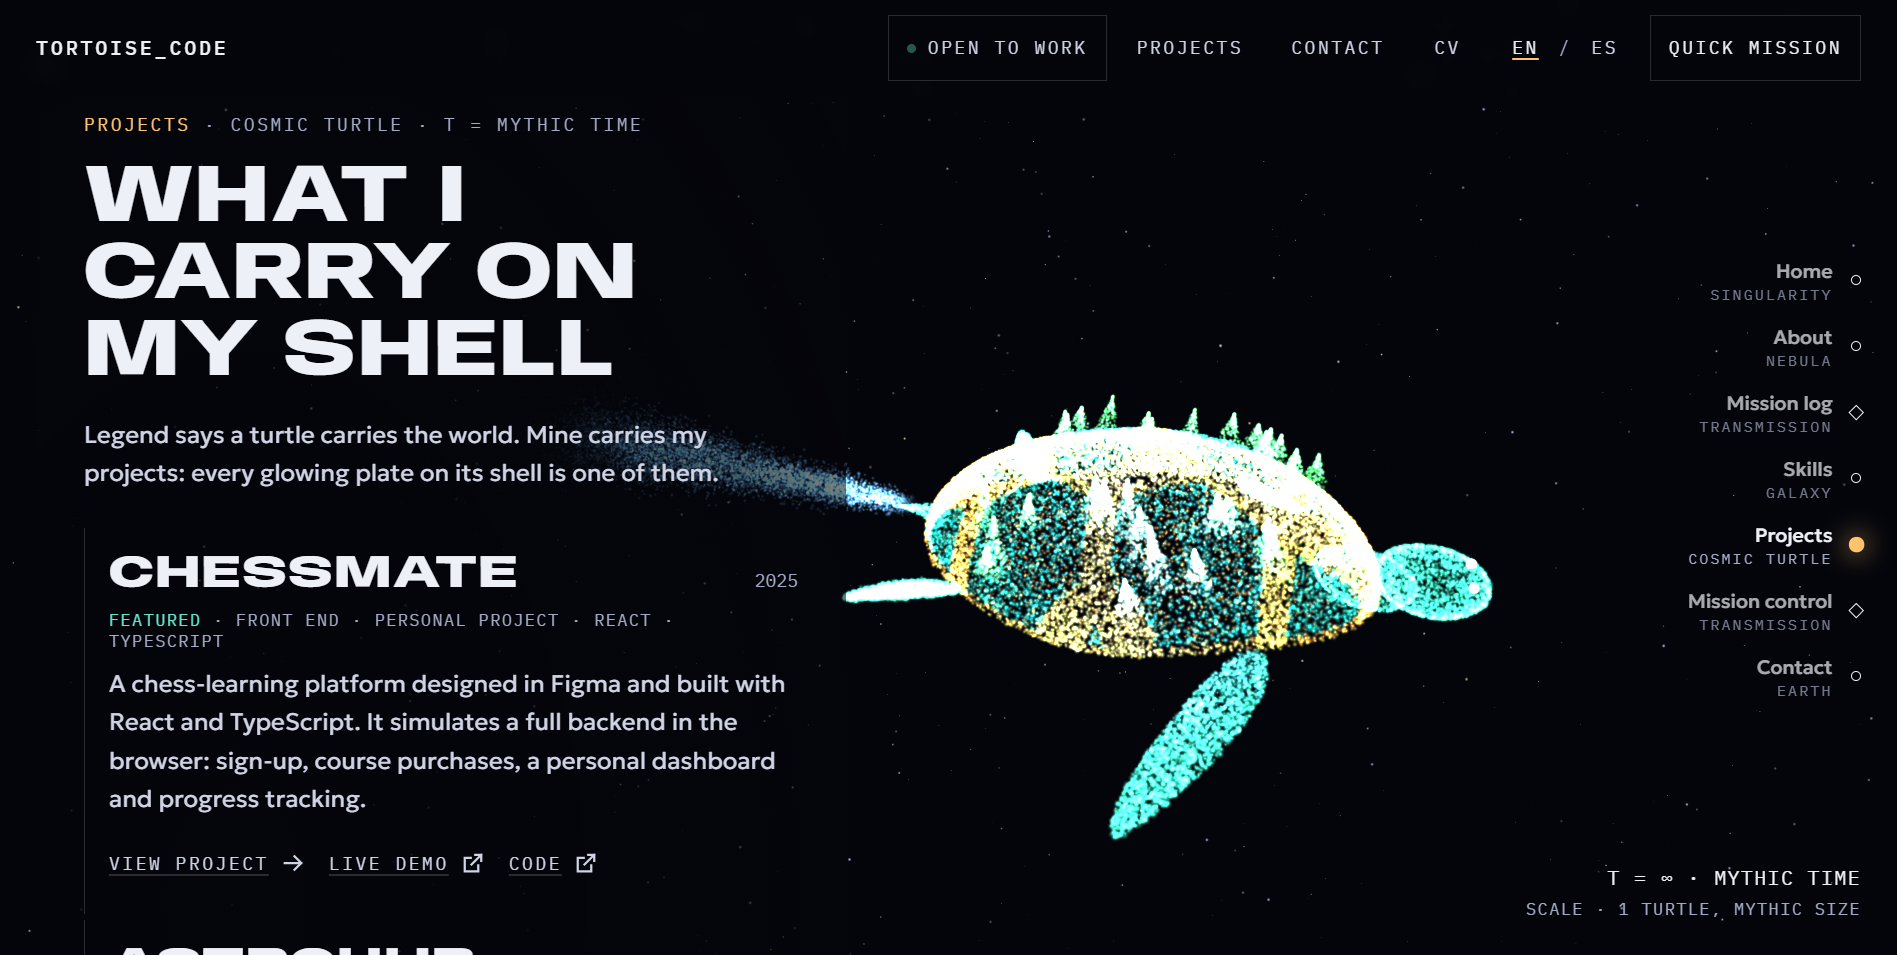 TORTOISE_CODE
OPEN TO WORK
PROJECTS
CONTACT
CV
EN / ES
QUICK MISSION
PROJECTS · COSMIC TURTLE · T = MYTHIC TIME
WHAT I
CARRY ON
MY SHELL
Legend says a turtle carries the world. Mine carries my
projects: every glowing plate on its shell is one of them.
CHESSMATE
2025
FEATURED · FRONT END · PERSONAL PROJECT · REACT ·
TYPESCRIPT
A chess-learning platform designed in Figma and built with
React and TypeScript. It simulates a full backend in the
browser: sign-up, course purchases, a personal dashboard
and progress tracking.
VIEW PROJECT
LIVE DEMO
CODE
Home
SINGULARITY
About
NEBULA
Mission log
TRANSMISSION
Skills
GALAXY
Projects
COSMIC TURTLE
Mission control
TRANSMISSION
Contact
EARTH
T = ∞ · MYTHIC TIME
SCALE · 1 TURTLE, MYTHIC SIZE